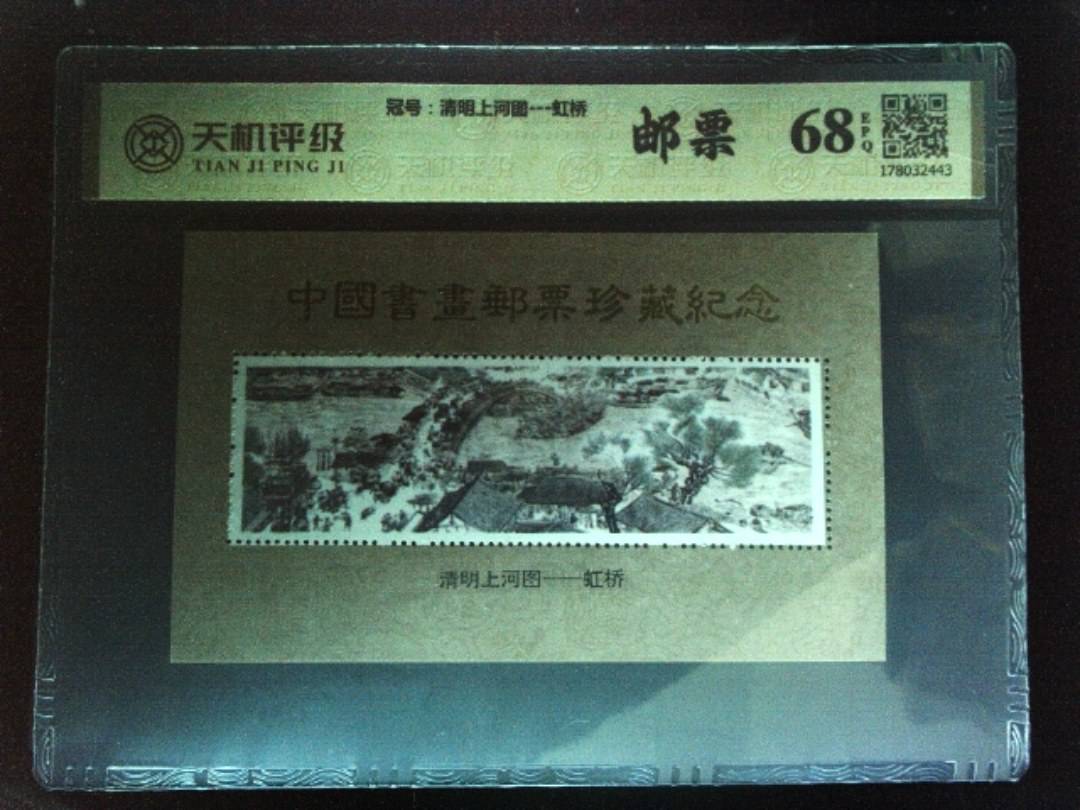 冠号：清明上河图---虹桥
天机评级
TIAN JI PING JI
邮票
68
EPQ
178032443
中國書畫郵票珍藏紀念
清明上河图——虹桥